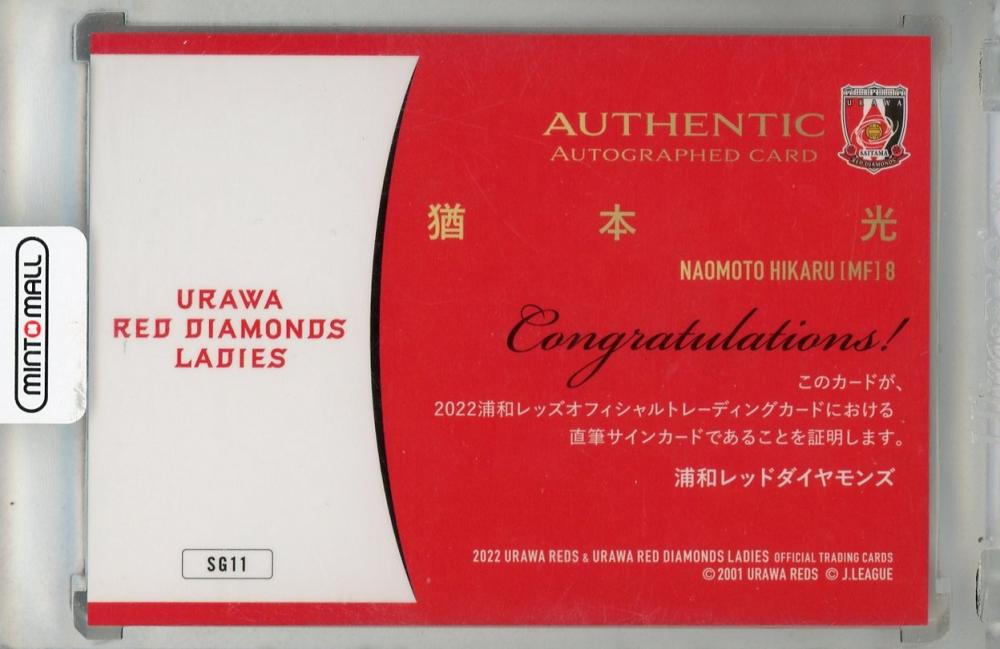 AUTHENTIC
AUTOGRAPHED CARD
URAWA
SAITAMA
RED DIAMONDS
猶本光
NAOMOTO HIKARU [MF] 8
Congratulations!
このカードが、
2022浦和レッズオフィシャルトレーディングカードにおける
直筆サインカードであることを証明します。
浦和レッドダイヤモンズ
2022 URAWA REDS & URAWA RED DIAMONDS LADIES OFFICIAL TRADING CARDS
©2001 URAWA REDS © J.LEAGUE
URAWA
RED DIAMONDS
LADIES
SG11
MINTOMALL